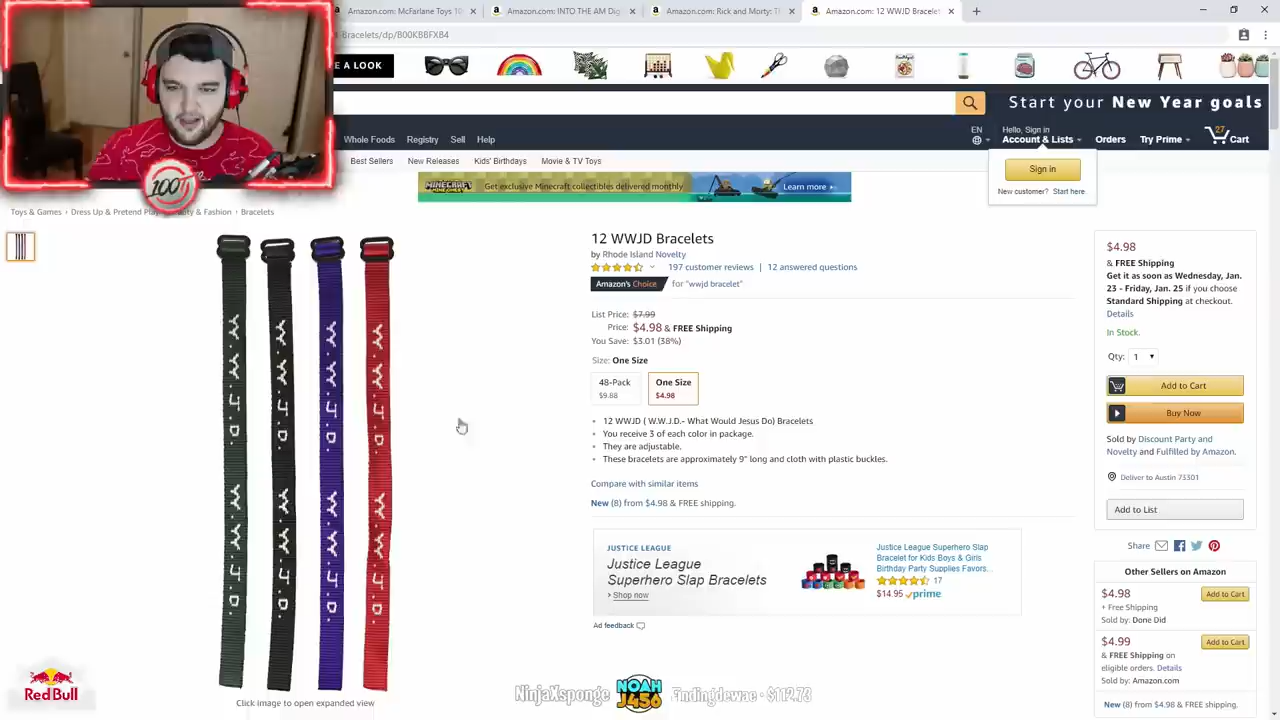 Amazon.com: McFarlane Toys 10
Amazon.com: INTO THE AM Dig
Amazon.com: Rick and Morty: Th
Amazon.com: 12 WWJD Bracelet
t-Bracelets/dp/B00KBBFXB4
E A LOOK
Start your New Year goals
Whole Foods Registry Sell Help
EN
Hello, Sign in
Account & Lists
Orders
Try Prime
27
Cart
Best Sellers New Releases Kids' Birthdays Movie & TV Toys
Sign in
New customer? Start here.
MINECRAFT
Get exclusive Minecraft collectibles delivered monthly
Learn more
100T
Toys & Games › Dress Up & Pretend Play & Fashion › Bracelets
W.W.J.D. W.W.J.D.
W.W.J.D. W.W.J.D.
W.W.J.D. W.W.J.D.
W.W.J.D. W.W.J.D.
Click image to open expanded view
12 WWJD Bracelets
by Rhode Island Novelty
197 customer reviews
12 answered questions
Amazon's Choice for "wwjd bracelet"
List Price: $7.99
Price: $4.98 & FREE Shipping
You Save: $3.01 (38%)
Size: One Size
48-Pack
$9.88
One Size
$4.98
12 WWJD ( W.W.J.D.- What Would Jesus Do) Bracelets
You receive 3 of each color in package.
They are adjustable.
These bracelets are approximately 9" long and cloth with plastic buckles.
Compare with similar items
New (8) from $4.98 & FREE shipping.
JUSTICE LEAGUE
Justice League
Superhero Slap Bracelets
› Shop now
Justice League Superhero Slap
Bracelet for Kids Boys & Girls
Birthday Party Supplies Favors...
17
$14.95 prime
Ad feedback
$4.98
& FREE Shipping
Get it as soon as Wednesday, Jan.
23 - Friday, Jan. 25 if you choose
Standard Shipping at checkout.
Details
In Stock.
Qty: 1
Add to Cart
Buy Now
Sold by Discount Party and
Novelty and Fulfilled by Amazon.
Deliver to Austin 73301
Add to List
Share
Other Sellers on Amazon
$4.98
Add to Cart
+ Free Shipping
Sold by: Done Did
$4.99
Add to Cart
& FREE Shipping on
eligible orders. Details
Sold by: Amazon.com
New (8) from $4.98 & FREE shipping.
Red Bull
Ninjaxsponge
NOAH
J456
- $112.73